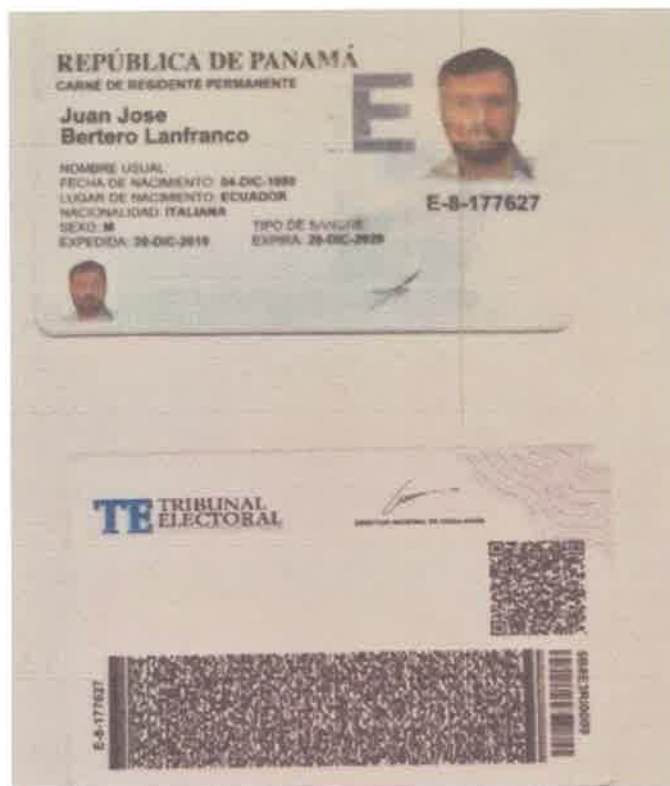 REPÚBLICA DE PANAMÁ
CARNÉ DE RESIDENTE PERMANENTE
Juan Jose
Bertero Lanfranco
E
NOMBRE USUAL:
FECHA DE NACIMIENTO:
LUGAR DE NACIMIENTO: ECUADOR
NACIONALIDAD: ITALIANA
SEXO: M TIPO DE SANGRE:
EXPEDIDA: EXPIRA:
E-8-177627
TE TRIBUNAL
ELECTORAL
E-8-177627